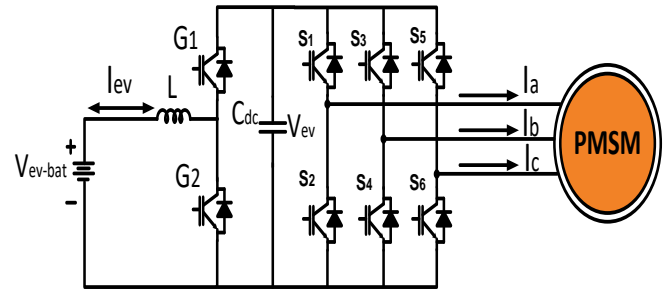 G1
S1
S3
S5
Iev
L
Ia
Cdc
Vev
Ib
PMSM
+
Vev-bat
-
G2
S2
S4
S6
Ic